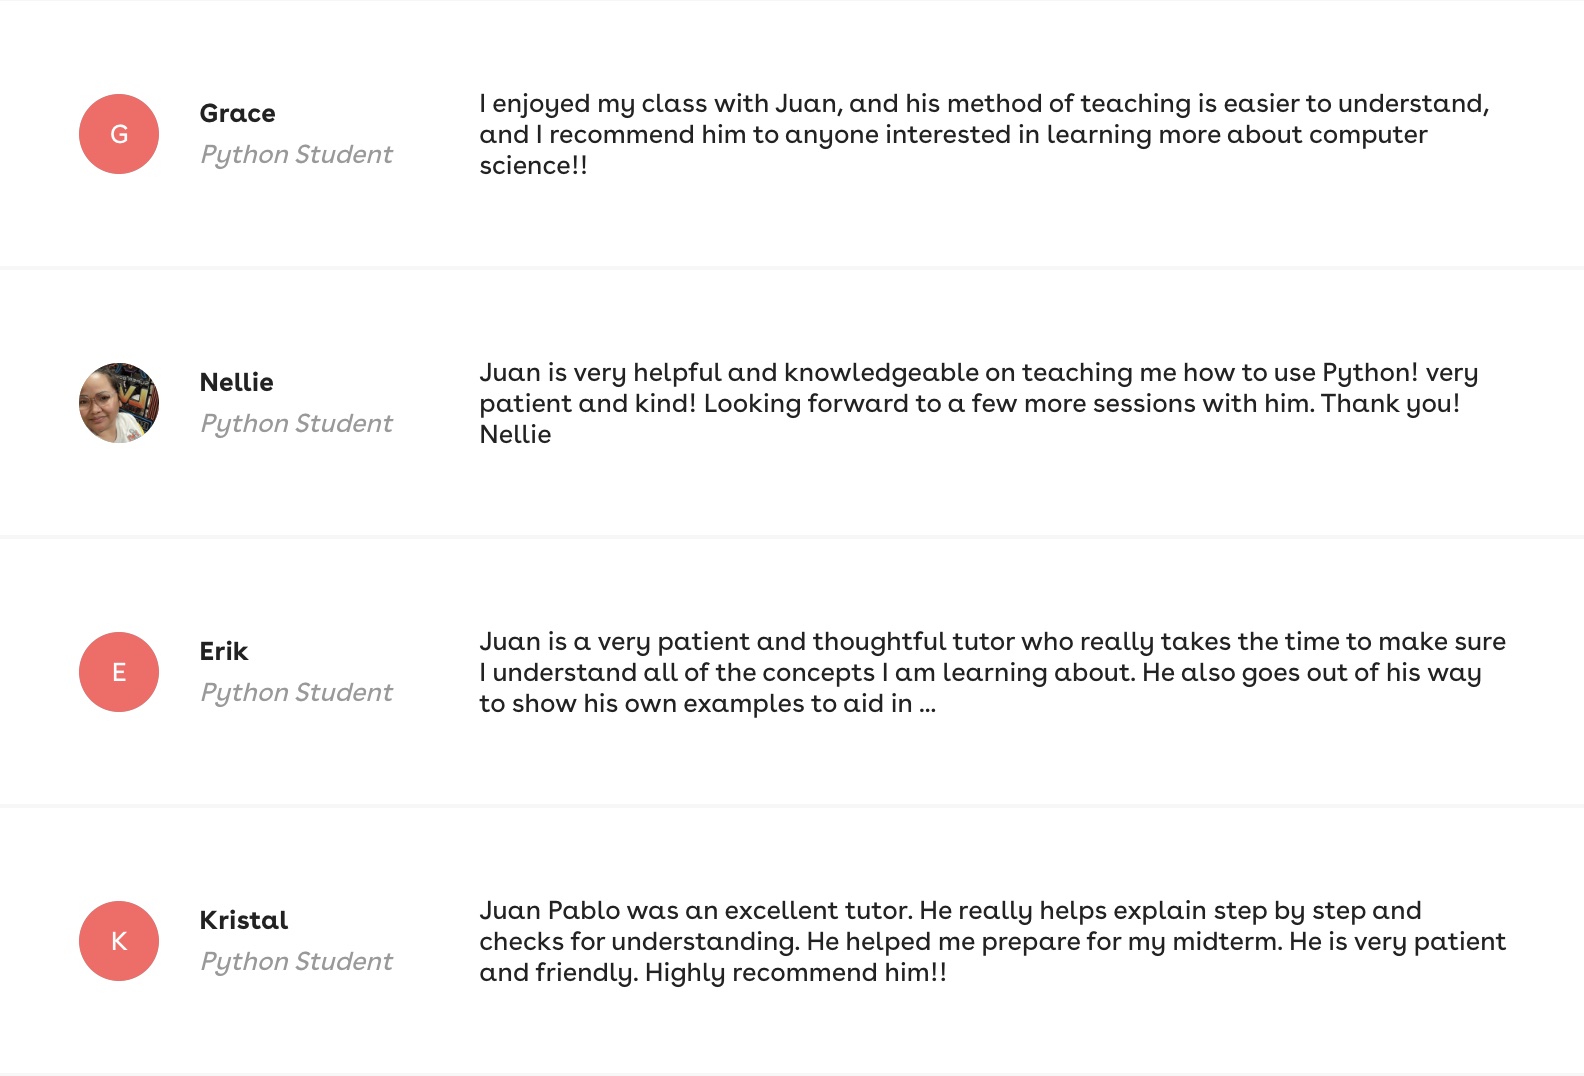 G
Grace
Python Student
I enjoyed my class with Juan, and his method of teaching is easier to understand,
and I recommend him to anyone interested in learning more about computer
science!!
Nellie
Python Student
Juan is very helpful and knowledgeable on teaching me how to use Python! very
patient and kind! Looking forward to a few more sessions with him. Thank you!
Nellie
E
Erik
Python Student
Juan is a very patient and thoughtful tutor who really takes the time to make sure
I understand all of the concepts I am learning about. He also goes out of his way
to show his own examples to aid in ...
K
Kristal
Python Student
Juan Pablo was an excellent tutor. He really helps explain step by step and
checks for understanding. He helped me prepare for my midterm. He is very patient
and friendly. Highly recommend him!!